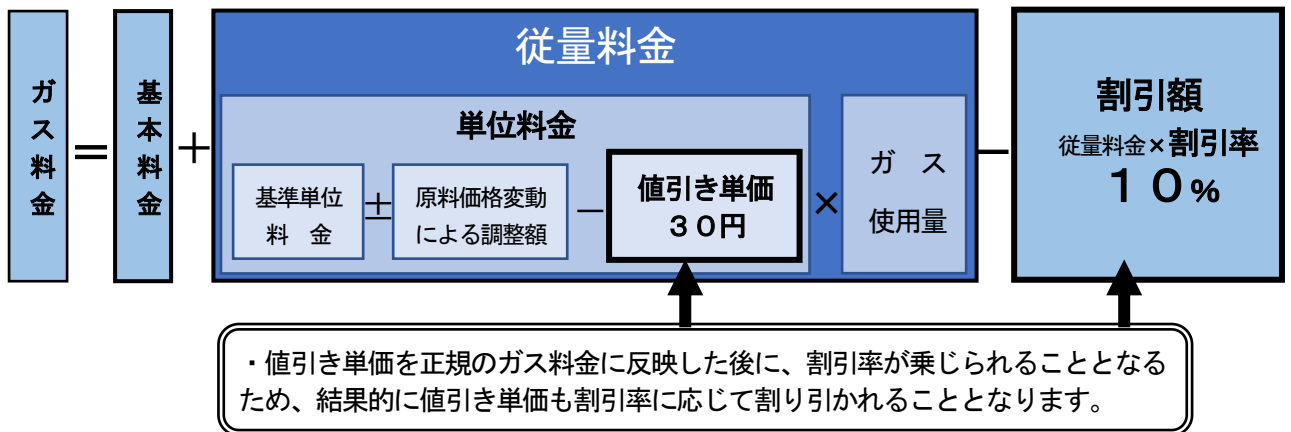 ガス料金
＝
基本料金
＋
従量料金
単位料金
基準単位
料　金
±
原料価格変動
による調整額
－
値引き単価
３０円
×
ガ　ス
使用量
－
割引額
従量料金×割引率
１０%
・値引き単価を正規のガス料金に反映した後に、割引率が乗じられることとなる
ため、結果的に値引き単価も割引率に応じて割り引かれることとなります。